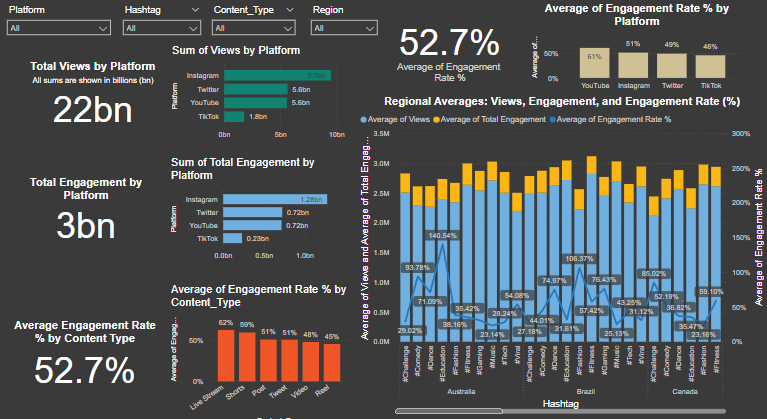 Platform
All
Hashtag
All
Content_Type
All
Region
All
Total Views by Platform
All sums are shown in billions (bn)
22bn
Sum of Views by Platform
Platform
Instagram
Twitter
YouTube
TikTok
5.6bn
5.6bn
1.8bn
0bn 5bn 10bn
52.7%
Average of Engagement
Rate %
Average of Engagement Rate % by
Platform
Average of...
50%
0%
61% 51% 49% 46%
YouTube Instagram Twitter TikTok
Total Engagement by
Platform
3bn
Sum of Total Engagement by
Platform
Platform
Instagram
Twitter
YouTube
TikTok
1.28bn
0.72bn
0.72bn
0.23bn
0.0bn 0.5bn 1.0bn
Average Engagement Rate
% by Content Type
52.7%
Average of Engagement Rate % by
Content_Type
Average of Engag...
50%
0%
62% 59% 51% 51% 48% 45%
Live Stream Shorts Post Tweet Video Reel
Regional Averages: Views, Engagement, and Engagement Rate (%)
Average of Views Average of Total Engagement Average of Engagement Rate %
Average of Views and Average of Total Engag...
3.5M
3.0M
2.5M
2.0M
1.5M
1.0M
0.5M
0.0M
300%
250%
200%
150%
100%
50%
0%
Average of Engagement Rate %
29.02%
93.78%
71.09%
140.54%
38.16%
35.42%
23.14%
28.24%
54.08%
27.18%
44.01%
74.97%
31.61%
106.37%
57.42%
76.43%
25.13%
43.25%
31.12%
85.02%
52.19%
36.82%
35.47%
23.16%
59.10%
#Challenge #Comedy #Dance #Education #Fashion #Fitness #Gaming #Music #Tech #Viral #Challenge #Comedy #Dance #Education #Fashion #Fitness #Gaming #Music #Tech #Viral #Challenge #Comedy #Dance #Education #Fashion #Fitness
Australia Brazil Canada
Hashtag